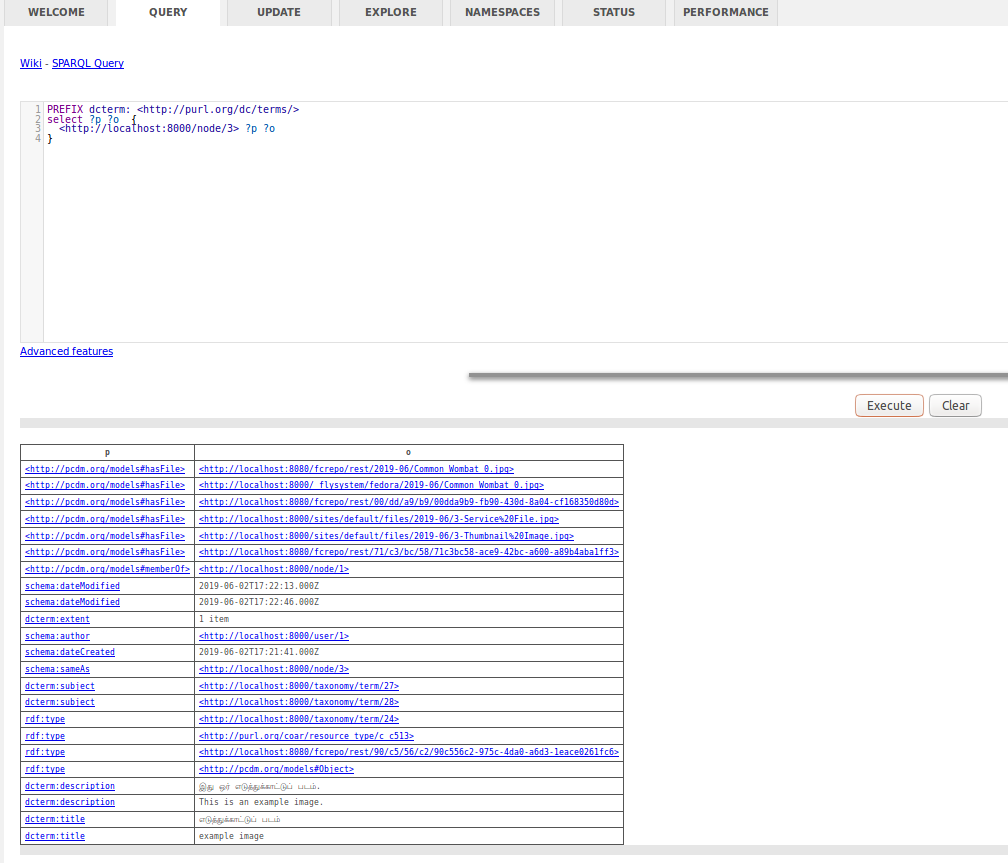 WELCOME QUERY UPDATE EXPLORE NAMESPACES STATUS PERFORMANCE
Wiki - SPARQL Query
1 PREFIX dcterm: <http://purl.org/dc/terms/>
2 select ?p ?o {
3 <http://localhost:8000/node/3> ?p ?o
4 }
Advanced features
Execute Clear
p o
<http://pcdm.org/models#hasFile> <http://localhost:8080/fcrepo/rest/2019-06/Common_Wombat_0.jpg>
<http://pcdm.org/models#hasFile> <http://localhost:8000/_flysystem/fedora/2019-06/Common_Wombat_0.jpg>
<http://pcdm.org/models#hasFile> <http://localhost:8080/fcrepo/rest/00/dd/a9/b9/00dda9b9-fb90-430d-8a04-cf168350d80d>
<http://pcdm.org/models#hasFile> <http://localhost:8000/sites/default/files/2019-06/3-Service%20File.jpg>
<http://pcdm.org/models#hasFile> <http://localhost:8000/sites/default/files/2019-06/3-Thumbnail%20Image.jpg>
<http://pcdm.org/models#hasFile> <http://localhost:8080/fcrepo/rest/71/c3/bc/58/71c3bc58-ace9-42bc-a600-a89b4aba1ff3>
<http://pcdm.org/models#memberOf> <http://localhost:8000/node/1>
schema:dateModified 2019-06-02T17:22:13.000Z
schema:dateModified 2019-06-02T17:22:46.000Z
dcterm:extent 1 item
schema:author <http://localhost:8000/user/1>
schema:dateCreated 2019-06-02T17:21:41.000Z
schema:sameAs <http://localhost:8000/node/3>
dcterm:subject <http://localhost:8000/taxonomy/term/27>
dcterm:subject <http://localhost:8000/taxonomy/term/28>
rdf:type <http://localhost:8000/taxonomy/term/24>
rdf:type <http://purl.org/coar/resource_type/c_c513>
rdf:type <http://localhost:8080/fcrepo/rest/90/c5/56/c2/90c556c2-975c-4da0-a6d3-1eace0261fc6>
rdf:type <http://pcdm.org/models#Object>
dcterm:description இது ஒர் எடுத்துக்காட்டுப் படம்.
dcterm:description This is an example image.
dcterm:title எடுத்துக்காட்டுப் படம்
dcterm:title example image